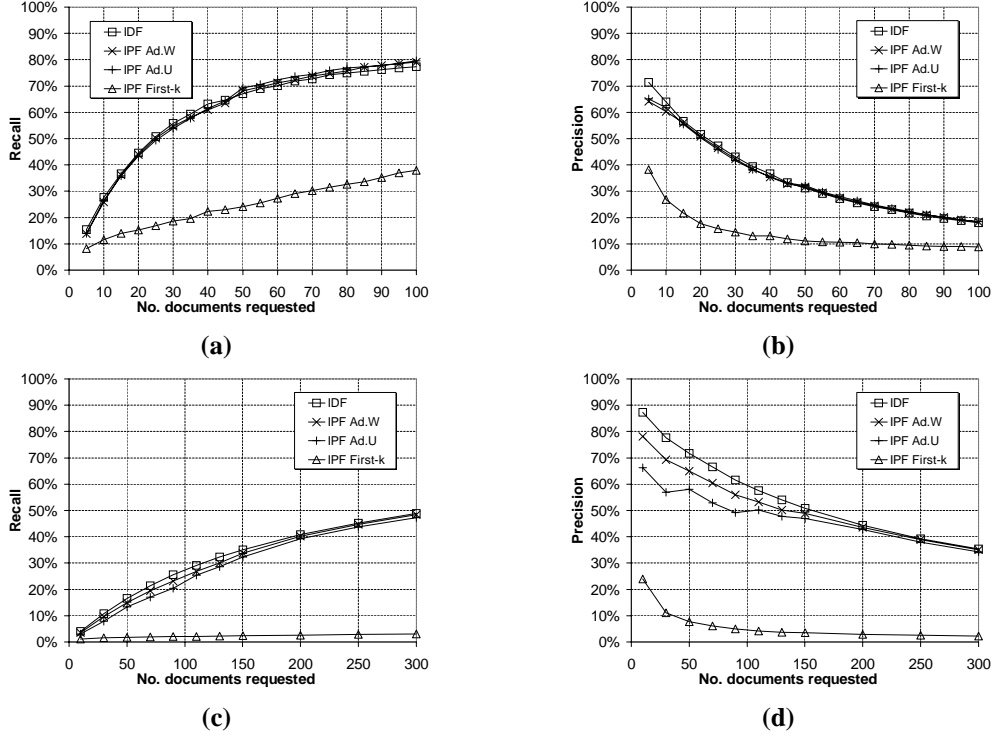 100%
90%
80%
70%
60%
50%
40%
30%
20%
10%
0%
Recall
IDF
IPF Ad.W
IPF Ad.U
IPF First-k
0 10 20 30 40 50 60 70 80 90 100
No. documents requested
(a)
100%
90%
80%
70%
60%
50%
40%
30%
20%
10%
0%
Precision
IDF
IPF Ad.W
IPF Ad.U
IPF First-k
0 10 20 30 40 50 60 70 80 90 100
No. documents requested
(b)
100%
90%
80%
70%
60%
50%
40%
30%
20%
10%
0%
Recall
IDF
IPF Ad.W
IPF Ad.U
IPF First-k
0 50 100 150 200 250 300
No. documents requested
(c)
100%
90%
80%
70%
60%
50%
40%
30%
20%
10%
0%
Precision
IDF
IPF Ad.W
IPF Ad.U
IPF First-k
0 50 100 150 200 250 300
No. documents requested
(d)